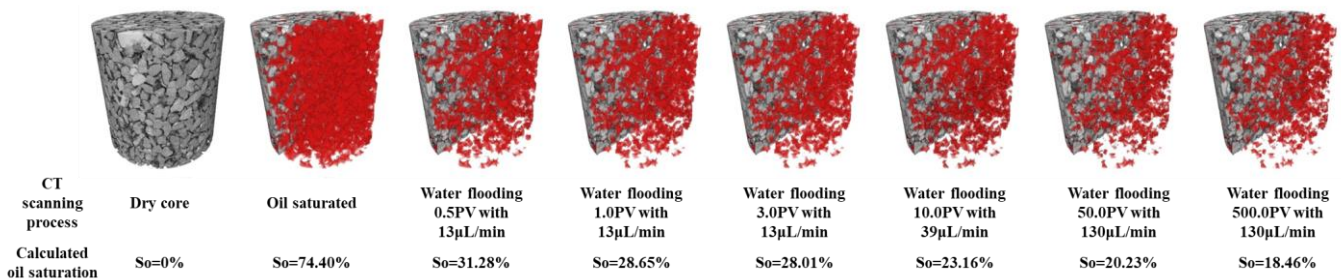 CT
scanning
process
Dry core
Oil saturated
Water flooding
0.5PV with
13μL/min
Water flooding
1.0PV with
13μL/min
Water flooding
3.0PV with
13μL/min
Water flooding
10.0PV with
39μL/min
Water flooding
50.0PV with
130μL/min
Water flooding
500.0PV with
130μL/min
Calculated
oil saturation
So=0%
So=74.40%
So=31.28%
So=28.65%
So=28.01%
So=23.16%
So=20.23%
So=18.46%